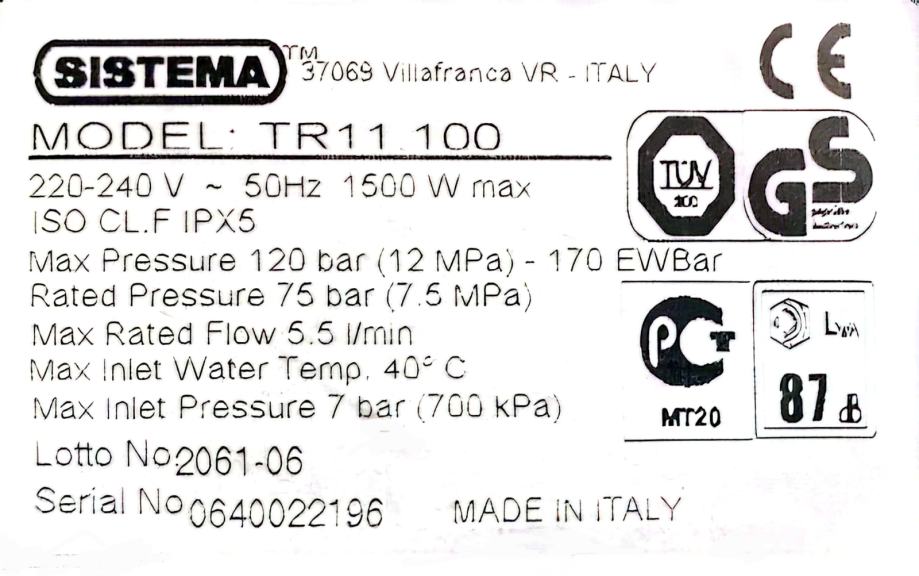 SISTEMA™ 37069 Villafranca VR - ITALY
CE
MODEL: TR11 100
TÜV
GS
220-240 V ~ 50Hz 1500 W max
ISO CL.F IPX5
Max Pressure 120 bar (12 MPa) - 170 EWBar
Rated Pressure 75 bar (7.5 MPa)
Max Rated Flow 5.5 l/min
Max Inlet Water Temp. 40° C
Max Inlet Pressure 7 bar (700 kPa)
РСТ
МТ20
LWA
87 dB
Lotto No 2061-06
Serial No 0640022196
MADE IN ITALY